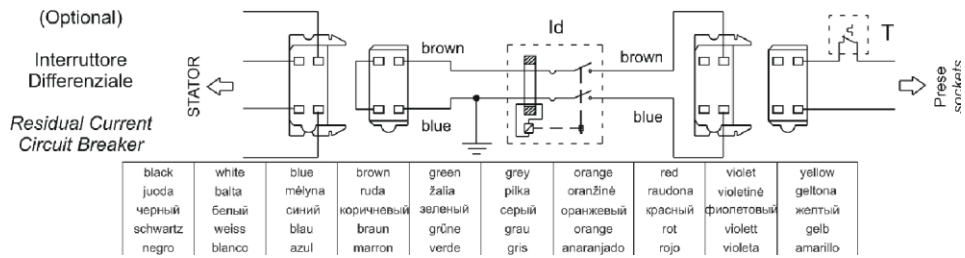 (Optional)
Interruttore
Differenziale
Residual Current
Circuit Breaker
STATOR
brown
blue
Id
brown
blue
T
Prese
sockets
black white blue brown green grey orange red violet yellow
juoda balta mėlyna ruda žalia pilka oranžinė raudona violetinė geltona
черный белый синий коричневый зеленый серый оранжевый красный фиолетовый желтый
schwartz weiss blau braun grüne grau orange rot violett gelb
negro blanco azul marron verde gris anaranjado rojo violeta amarillo